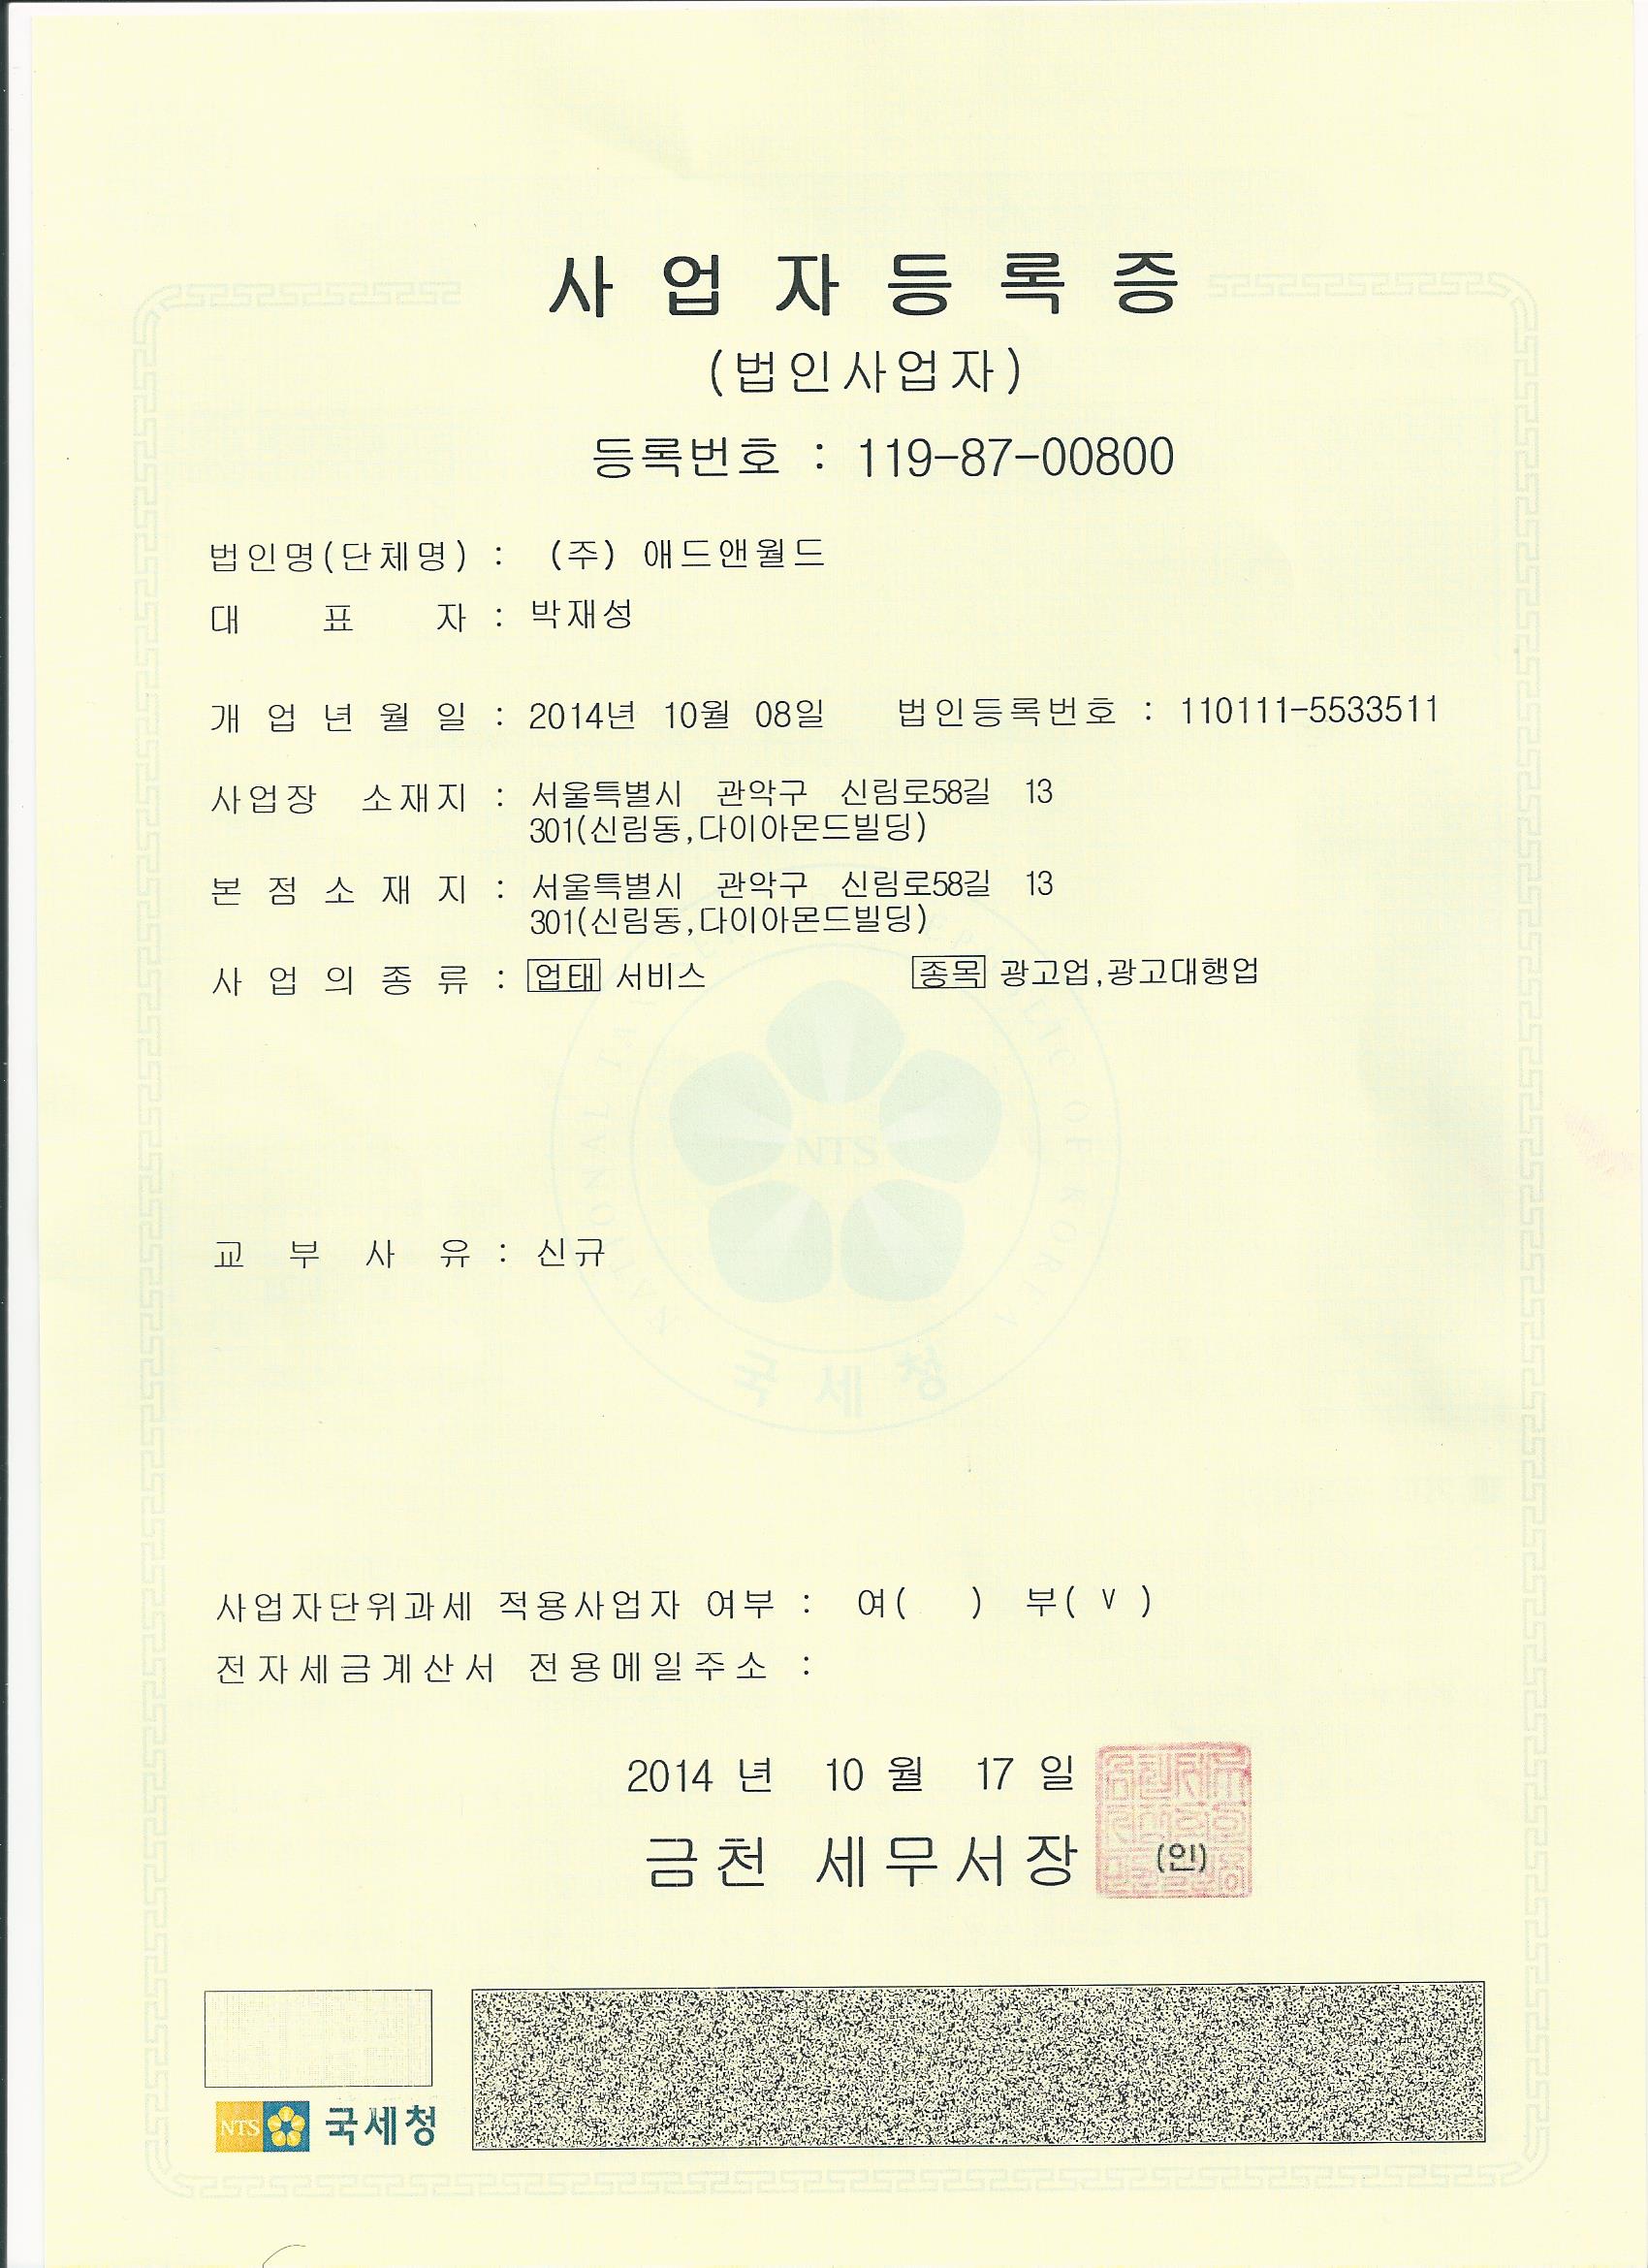 사업자등록증
(법인사업자)
등록번호 : 119-87-00800
법인명(단체명) : (주) 애드앤월드
대 표 자 : 박재성
개 업 년 월 일 : 2014년 10월 08일 법인등록번호 : 110111-5533511
사업장 소재지 : 서울특별시 관악구 신림로58길 13
301(신림동,다이아몬드빌딩)
본 점 소 재 지 : 서울특별시 관악구 신림로58길 13
301(신림동,다이아몬드빌딩)
사 업 의 종 류 : 업태 서비스 종목 광고업,광고대행업
NTS
국세청
교 부 사 유 : 신규
사업자단위과세 적용사업자 여부 : 여( ) 부( V )
전자세금계산서 전용메일주소 :
2014 년 10 월 17 일
금천 세무서장 (인)
NTS 국세청